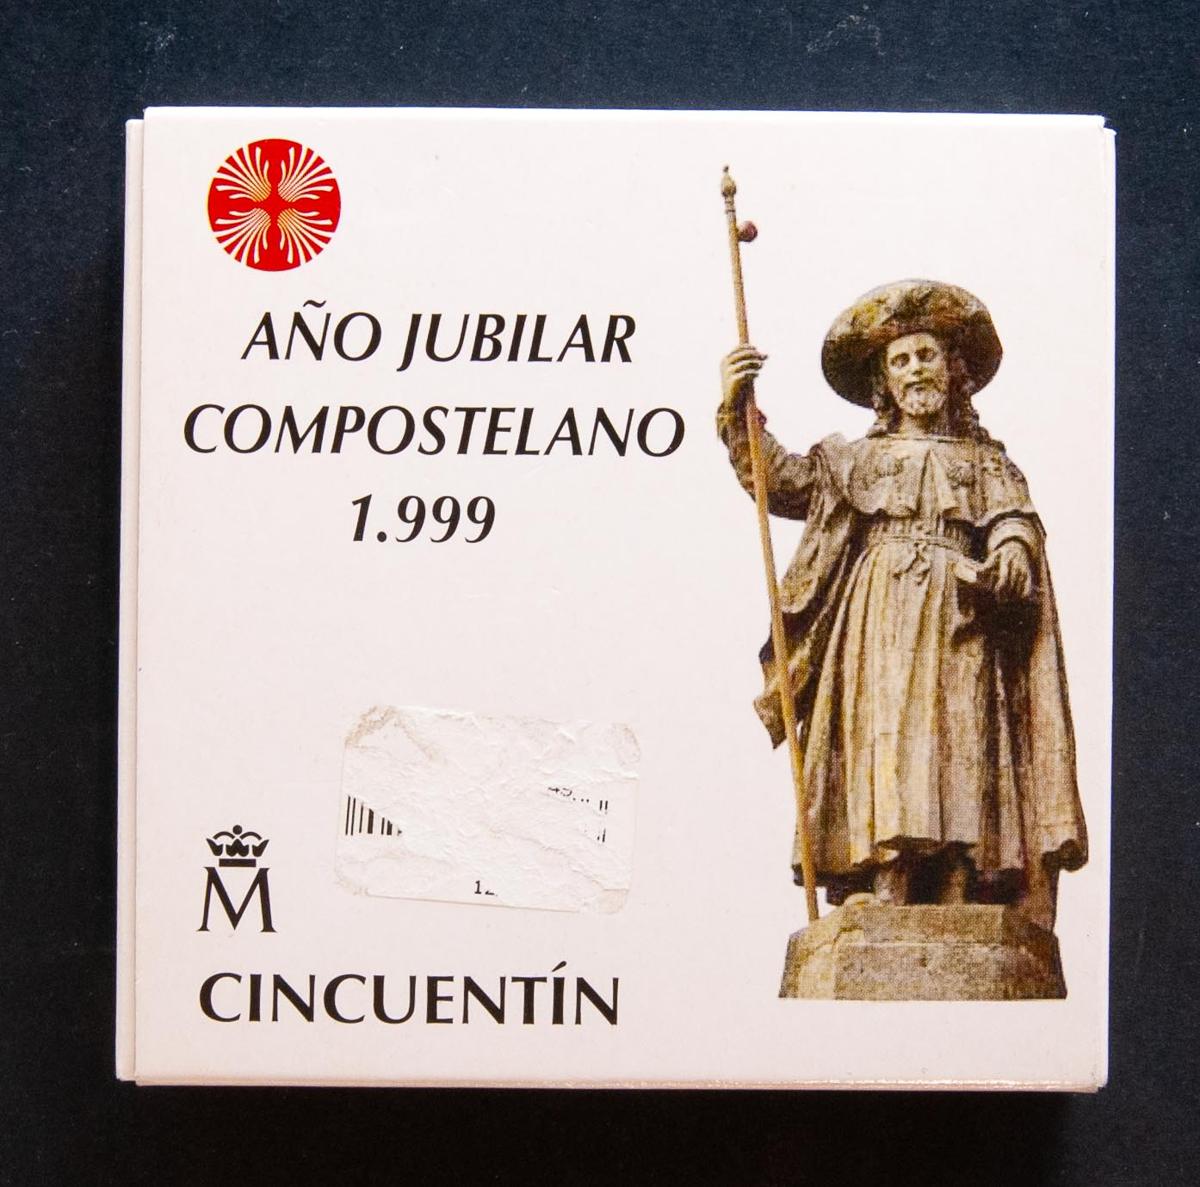 AÑO JUBILAR
COMPOSTELANO
1.999
M
CINCUENTÍN